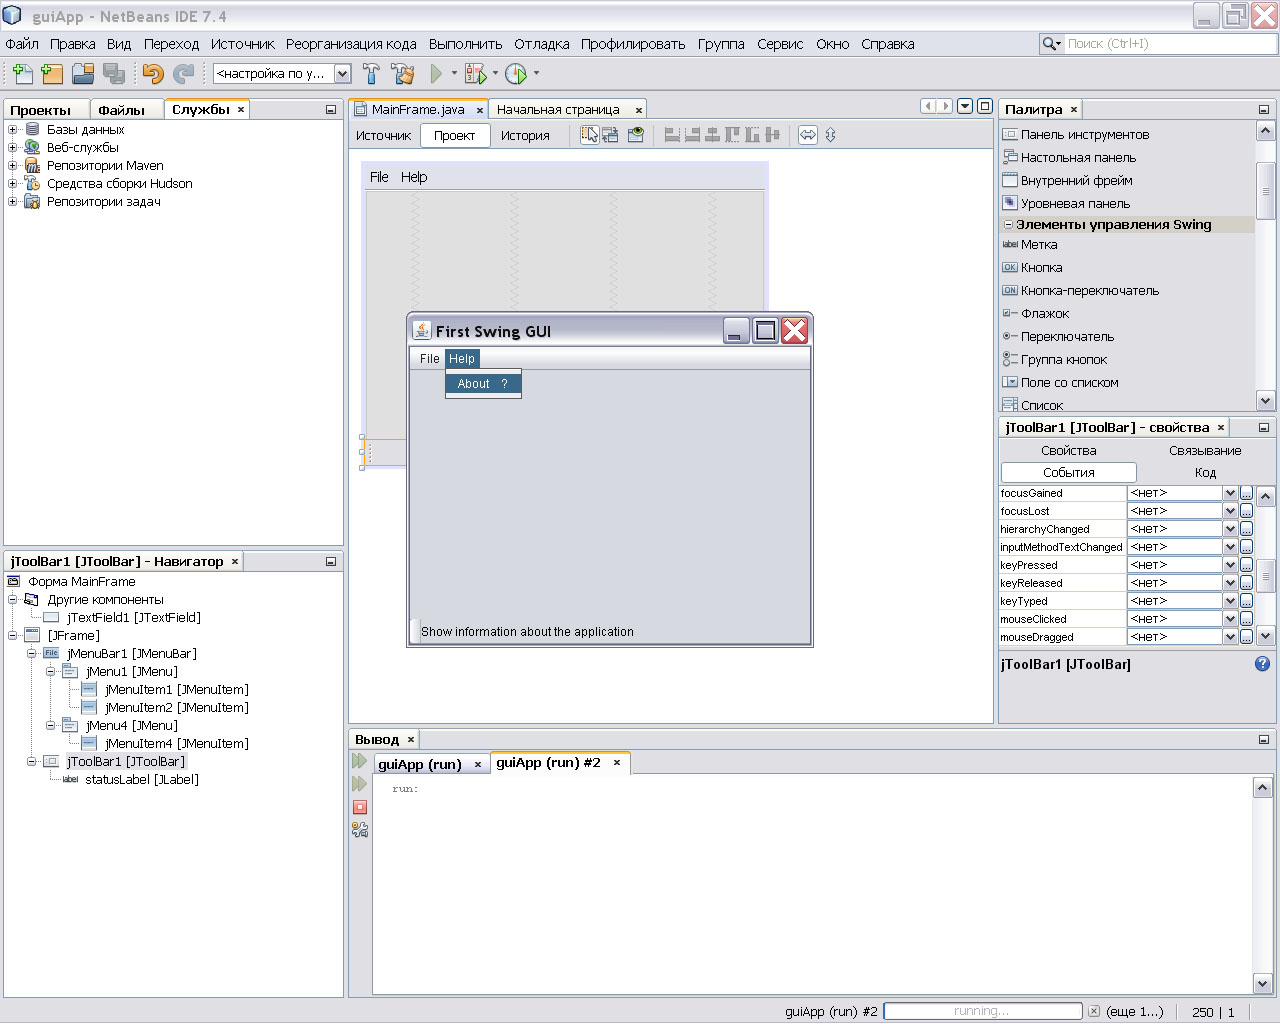 guiApp - NetBeans IDE 7.4
Файл Правка Вид Переход Источник Реорганизация кода Выполнить Отладка Профилировать Группа Сервис Окно Справка
Поиск (Ctrl+I)
<настройка по у...
Проекты Файлы Службы
Базы данных
Веб-службы
Репозитории Maven
Средства сборки Hudson
Репозитории задач
MainFrame.java Начальная страница
Источник Проект История
File Help
First Swing GUI
File Help
About ?
Show information about the application
Палитра
Панель инструментов
Настольная панель
Внутренний фрейм
Уровневая панель
Элементы управления Swing
label Метка
OK Кнопка
ON Кнопка-переключатель
Флажок
Переключатель
Группа кнопок
Поле со списком
Список
jToolBar1 [JToolBar] - свойства
Свойства Связывание
События Код
focusGained <нет>
focusLost <нет>
hierarchyChanged <нет>
inputMethodTextChanged <нет>
keyPressed <нет>
keyReleased <нет>
keyTyped <нет>
mouseClicked <нет>
mouseDragged <нет>
jToolBar1 [JToolBar]
jToolBar1 [JToolBar] - Навигатор
Форма MainFrame
Другие компоненты
jTextField1 [JTextField]
[JFrame]
File jMenuBar1 [JMenuBar]
jMenu1 [JMenu]
jMenuItem1 [JMenuItem]
jMenuItem2 [JMenuItem]
jMenu4 [JMenu]
jMenuItem4 [JMenuItem]
jToolBar1 [JToolBar]
label statusLabel [JLabel]
Вывод
guiApp (run) guiApp (run) #2
run:
guiApp (run) #2 running... (еще 1...) 250 | 1